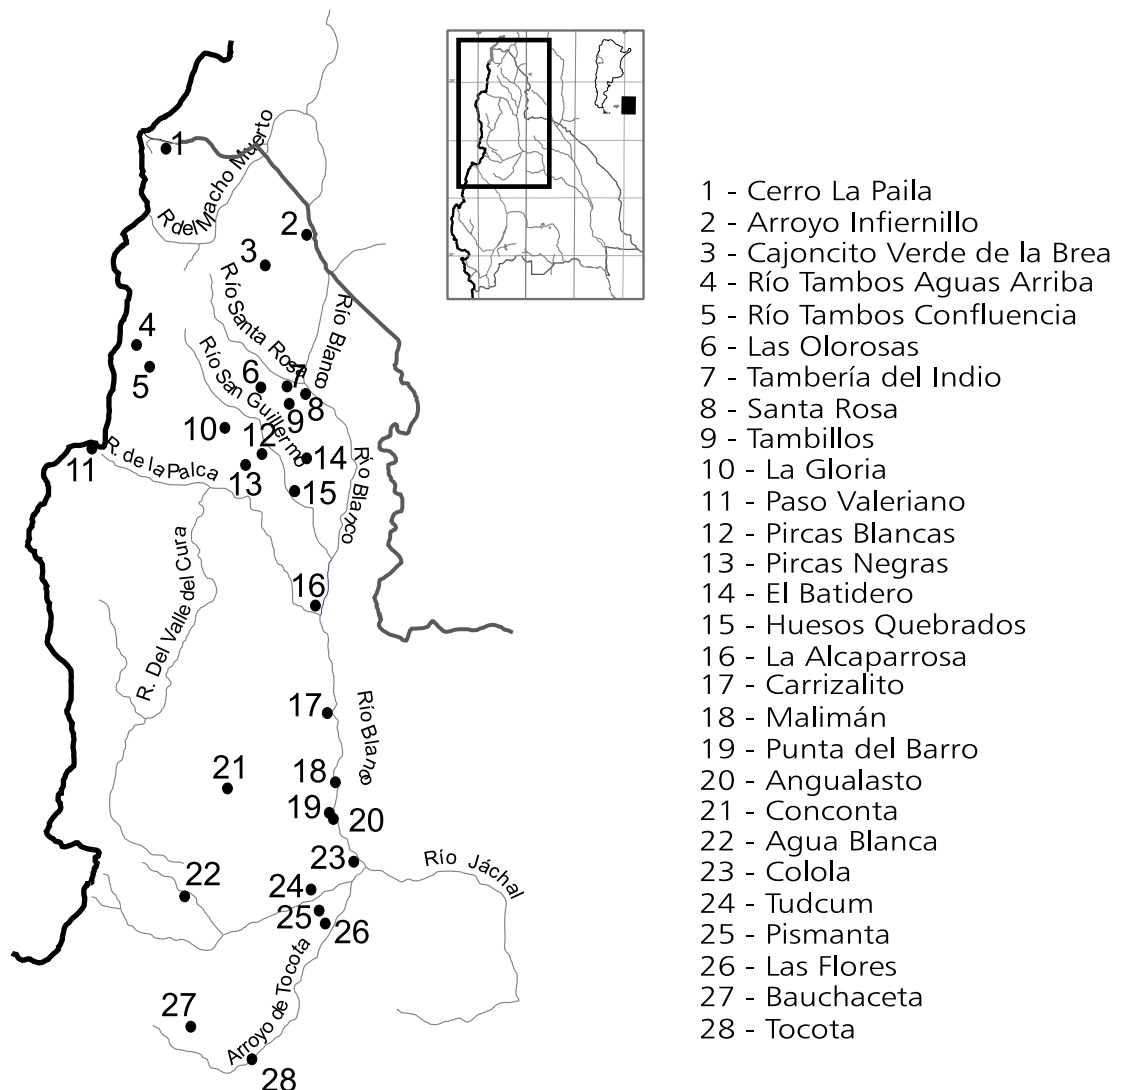 1
R del Macho Muerto
2
3
Río Santa Rosa
Río Blanco
4
Río San Guillermo
5
6
7
8
9
10
12
11
R. de la Palca
13
14
Río Blanco
15
R. Del Valle del Cura
16
17
Río Blanco
21
18
19
20
23
Río Jáchal
22
24
25
26
Arroyo de Tocota
27
28
1 - Cerro La Paila
2 - Arroyo Infiernillo
3 - Cajoncito Verde de la Brea
4 - Río Tambos Aguas Arriba
5 - Río Tambos Confluencia
6 - Las Olorosas
7 - Tambería del Indio
8 - Santa Rosa
9 - Tambillos
10 - La Gloria
11 - Paso Valeriano
12 - Pircas Blancas
13 - Pircas Negras
14 - El Batidero
15 - Huesos Quebrados
16 - La Alcaparrosa
17 - Carrizalito
18 - Malimán
19 - Punta del Barro
20 - Angualasto
21 - Conconta
22 - Agua Blanca
23 - Colola
24 - Tudcum
25 - Pismanta
26 - Las Flores
27 - Bauchaceta
28 - Tocota